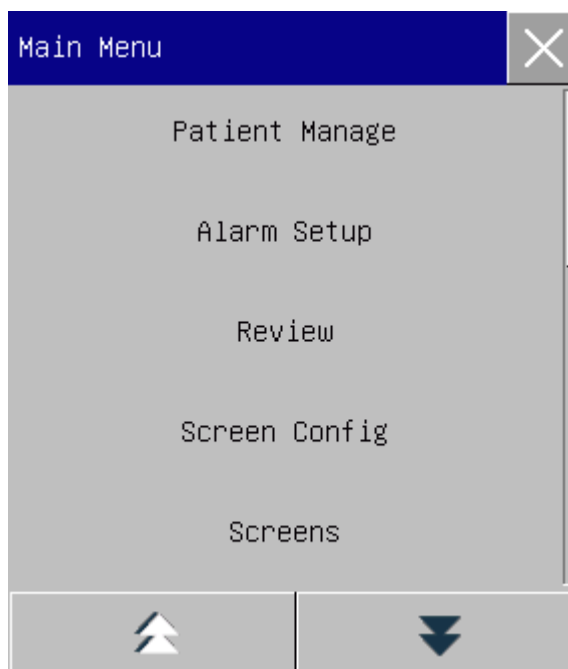 Main Menu
Patient Manage
Alarm Setup
Review
Screen Config
Screens